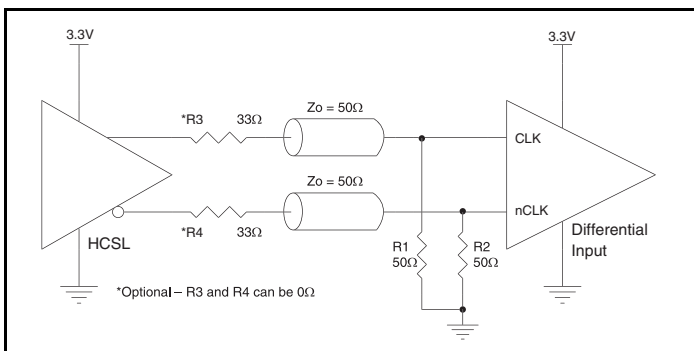 3.3V
3.3V
*R3
33Ω
Zo = 50Ω
CLK
Zo = 50Ω
nCLK
HCSL
*R4
33Ω
R1
50Ω
R2
50Ω
Differential
Input
*Optional – R3 and R4 can be 0Ω